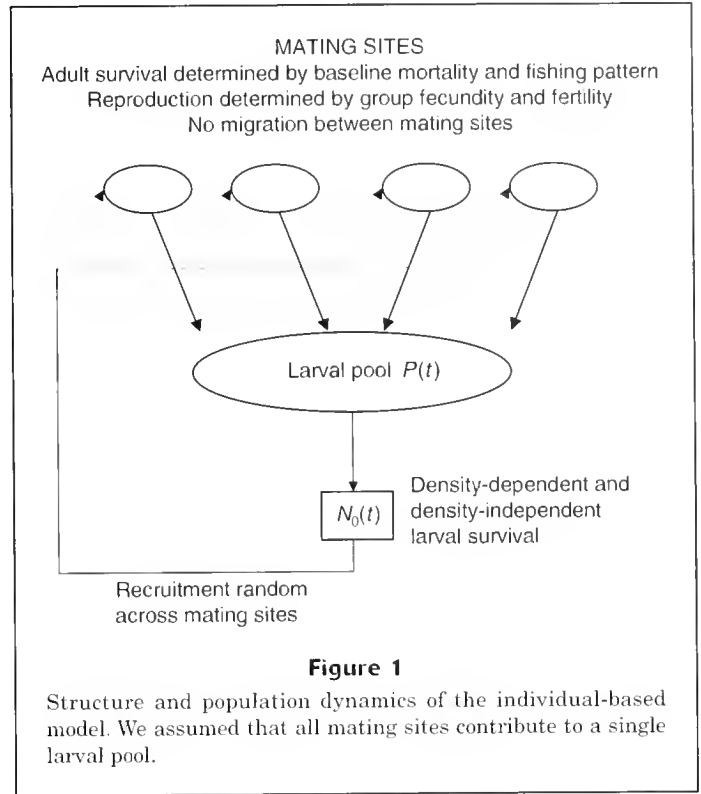 MATING SITES
Adult survival determined by baseline mortality and fishing pattern
Reproduction determined by group fecundity and fertility
No migration between mating sites
Larval pool P(t)
N₀(t)
Density-dependent and
density-independent
larval survival
Recruitment random
across mating sites
Figure 1
Structure and population dynamics of the individual-based
model. We assumed that all mating sites contribute to a single
larval pool.